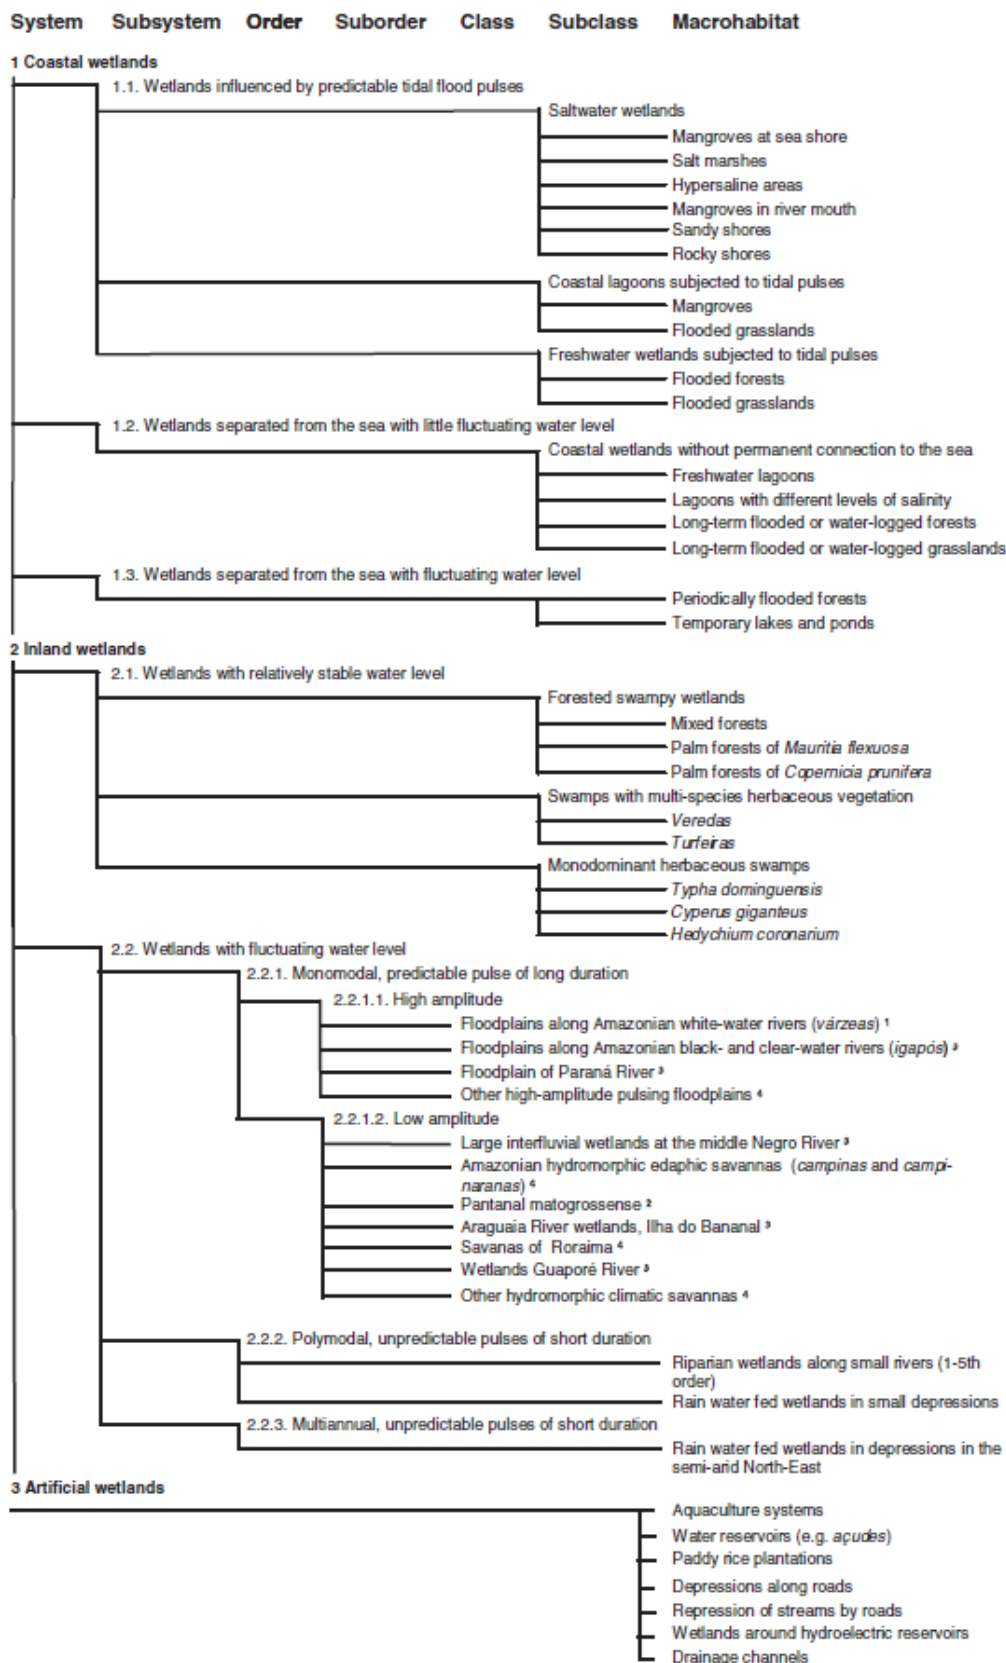 System Subsystem Order Suborder Class Subclass Macrohabitat
1 Coastal wetlands
1.1. Wetlands influenced by predictable tidal flood pulses
Saltwater wetlands
Mangroves at sea shore
Salt marshes
Hypersaline areas
Mangroves in river mouth
Sandy shores
Rocky shores
Coastal lagoons subjected to tidal pulses
Mangroves
Flooded grasslands
Freshwater wetlands subjected to tidal pulses
Flooded forests
Flooded grasslands
1.2. Wetlands separated from the sea with little fluctuating water level
Coastal wetlands without permanent connection to the sea
Freshwater lagoons
Lagoons with different levels of salinity
Long-term flooded or water-logged forests
Long-term flooded or water-logged grasslands
1.3. Wetlands separated from the sea with fluctuating water level
Periodically flooded forests
Temporary lakes and ponds
2 Inland wetlands
2.1. Wetlands with relatively stable water level
Forested swampy wetlands
Mixed forests
Palm forests of Mauritia flexuosa
Palm forests of Copernicia prunifera
Swamps with multi-species herbaceous vegetation
Veredas
Turfeiras
Monodominant herbaceous swamps
Typha dominguensis
Cyperus giganteus
Hedychium coronarium
2.2. Wetlands with fluctuating water level
2.2.1. Monomodal, predictable pulse of long duration
2.2.1.1. High amplitude
Floodplains along Amazonian white-water rivers (várzeas) ¹
Floodplains along Amazonian black- and clear-water rivers (igapós) ³
Floodplain of Paraná River ³
Other high-amplitude pulsing floodplains ⁴
2.2.1.2. Low amplitude
Large interfluvial wetlands at the middle Negro River ³
Amazonian hydromorphic edaphic savannas (campinas and campi-
naranas) ⁴
Pantanal matogrossense ²
Araguaia River wetlands, Ilha do Bananal ³
Savanas of Roraima ⁴
Wetlands Guaporé River ³
Other hydromorphic climatic savannas ⁴
2.2.2. Polymodal, unpredictable pulses of short duration
Riparian wetlands along small rivers (1-5th
order)
Rain water fed wetlands in small depressions
2.2.3. Multiannual, unpredictable pulses of short duration
Rain water fed wetlands in depressions in the
semi-arid North-East
3 Artificial wetlands
Aquaculture systems
Water reservoirs (e.g. açudes)
Paddy rice plantations
Depressions along roads
Repression of streams by roads
Wetlands around hydroelectric reservoirs
Drainage channels